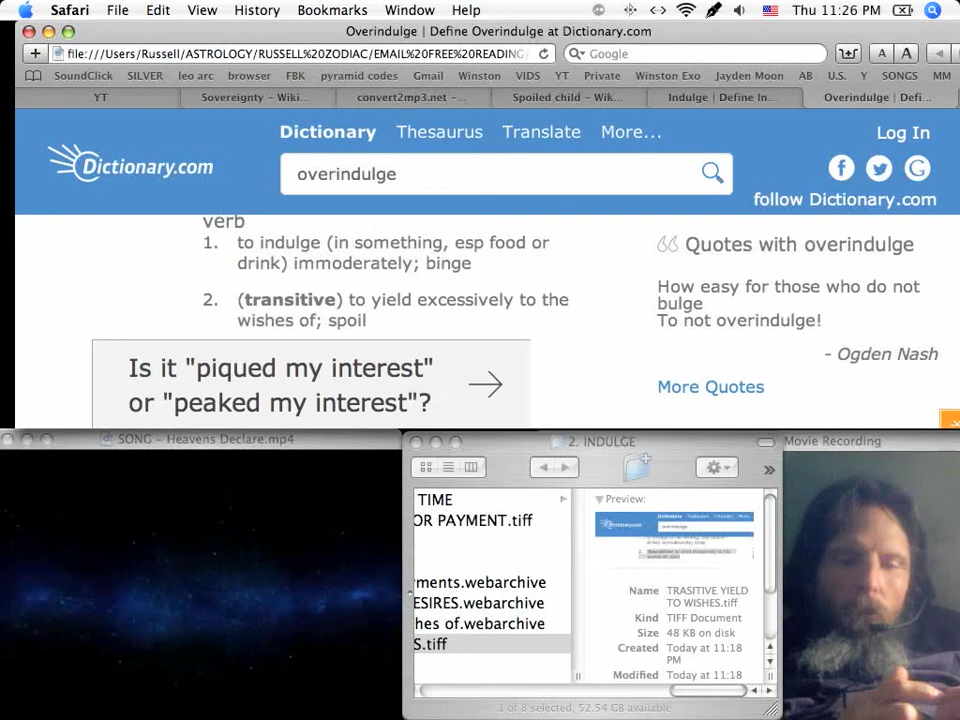 Safari File Edit View History Bookmarks Window Help Thu 11:26 PM
Overindulge | Define Overindulge at Dictionary.com
file:///Users/Russell/ASTROLOGY/RUSSELL%20ZODIAC/EMAIL%20FREE%20READING/ Google A A
SoundClick SILVER leo arc browser FBK pyramid codes Gmail Winston VIDS YT Private Winston Exo Jayden Moon AB U.S. Y SONGS MM
YT Sovereignty – Wiki... convert2mp3.net –... Spoiled child – Wik... Indulge | Define In... Overindulge | Defi...
Dictionary Thesaurus Translate More... Log In
Dictionary.com
overindulge
follow Dictionary.com
verb
1. to indulge (in something, esp food or
drink) immoderately; binge
2. (transitive) to yield excessively to the
wishes of; spoil
Quotes with overindulge
How easy for those who do not
bulge
To not overindulge!
- Ogden Nash
More Quotes
Is it "piqued my interest"
or "peaked my interest"?
SONG – Heavens Declare.mp4
2. INDULGE
TIME
OR PAYMENT.tiff
ments.webarchive
ESIRES.webarchive
hes of.webarchive
S.tiff
Preview:
Name TRASITIVE YIELD
TO WISHES.tiff
Kind TIFF Document
Size 48 KB on disk
Created Today at 11:18
PM
Modified Today at 11:18
1 of 8 selected, 52.54 GB available
Movie Recording